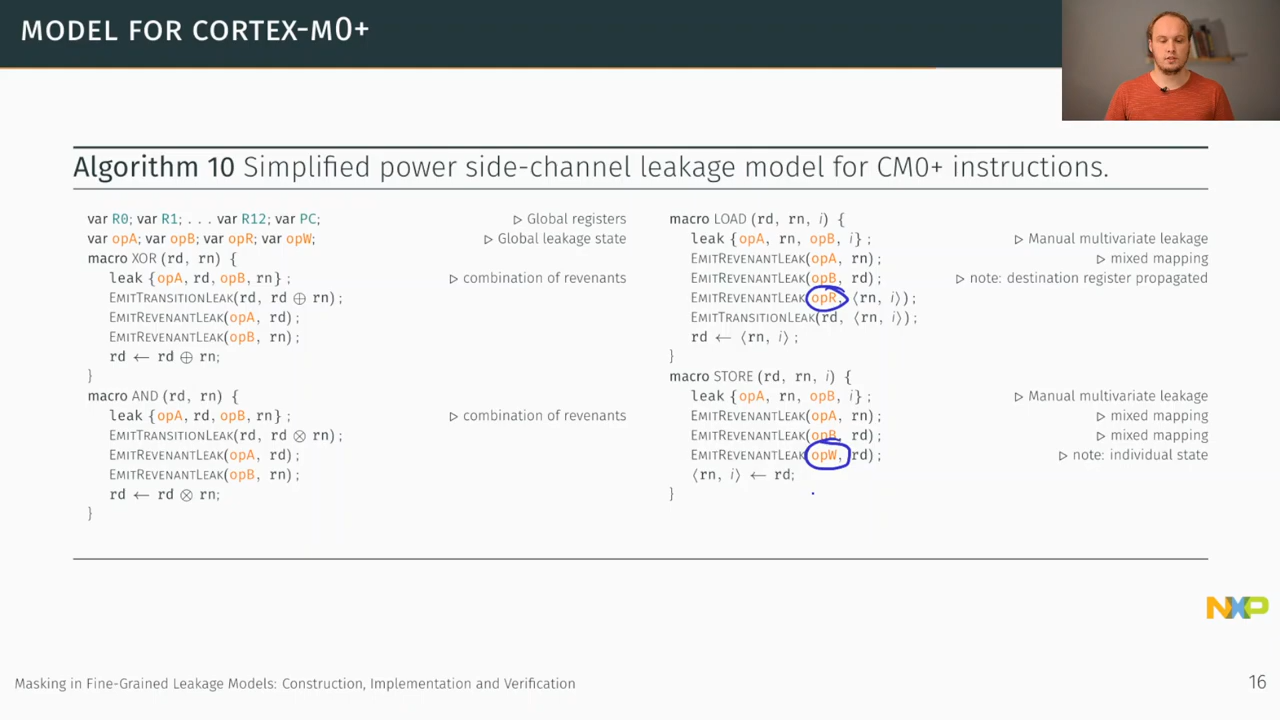 MODEL FOR CORTEX-M0+
Algorithm 10 Simplified power side-channel leakage model for CM0+ instructions.
var R0; var R1; . . . var R12; var PC; ▷ Global registers
var opA; var opB; var opR; var opW; ▷ Global leakage state
macro XOR (rd, rn) {
leak {opA, rd, opB, rn} ; ▷ combination of revenants
EMITTRANSITIONLEAK(rd, rd ⊕ rn);
EMITREVENANTLEAK(opA, rd);
EMITREVENANTLEAK(opB, rn);
rd ← rd ⊕ rn;
}
macro AND (rd, rn) {
leak {opA, rd, opB, rn} ; ▷ combination of revenants
EMITTRANSITIONLEAK(rd, rd ⊗ rn);
EMITREVENANTLEAK(opA, rd);
EMITREVENANTLEAK(opB, rn);
rd ← rd ⊗ rn;
}
macro LOAD (rd, rn, i) {
leak {opA, rn, opB, i} ; ▷ Manual multivariate leakage
EMITREVENANTLEAK(opA, rn); ▷ mixed mapping
EMITREVENANTLEAK(opB, rd); ▷ note: destination register propagated
EMITREVENANTLEAK(opR, ⟨rn, i⟩);
EMITTRANSITIONLEAK(rd, ⟨rn, i⟩);
rd ← ⟨rn, i⟩ ;
}
macro STORE (rd, rn, i) {
leak {opA, rn, opB, i} ; ▷ Manual multivariate leakage
EMITREVENANTLEAK(opA, rn); ▷ mixed mapping
EMITREVENANTLEAK(opB, rd); ▷ mixed mapping
EMITREVENANTLEAK(opW, rd); ▷ note: individual state
⟨rn, i⟩ ← rd;
}
NXP
Masking in Fine-Grained Leakage Models: Construction, Implementation and Verification 16